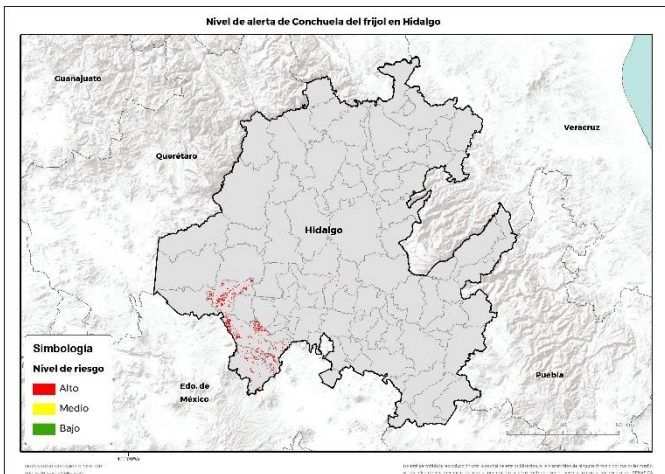 Nivel de alerta de Conchuela del frijol en Hidalgo
Guanajuato
Querétaro
Veracruz
Hidalgo
Edo. de
México
Puebla
Simbología
Nivel de riesgo
Alto
Medio
Bajo